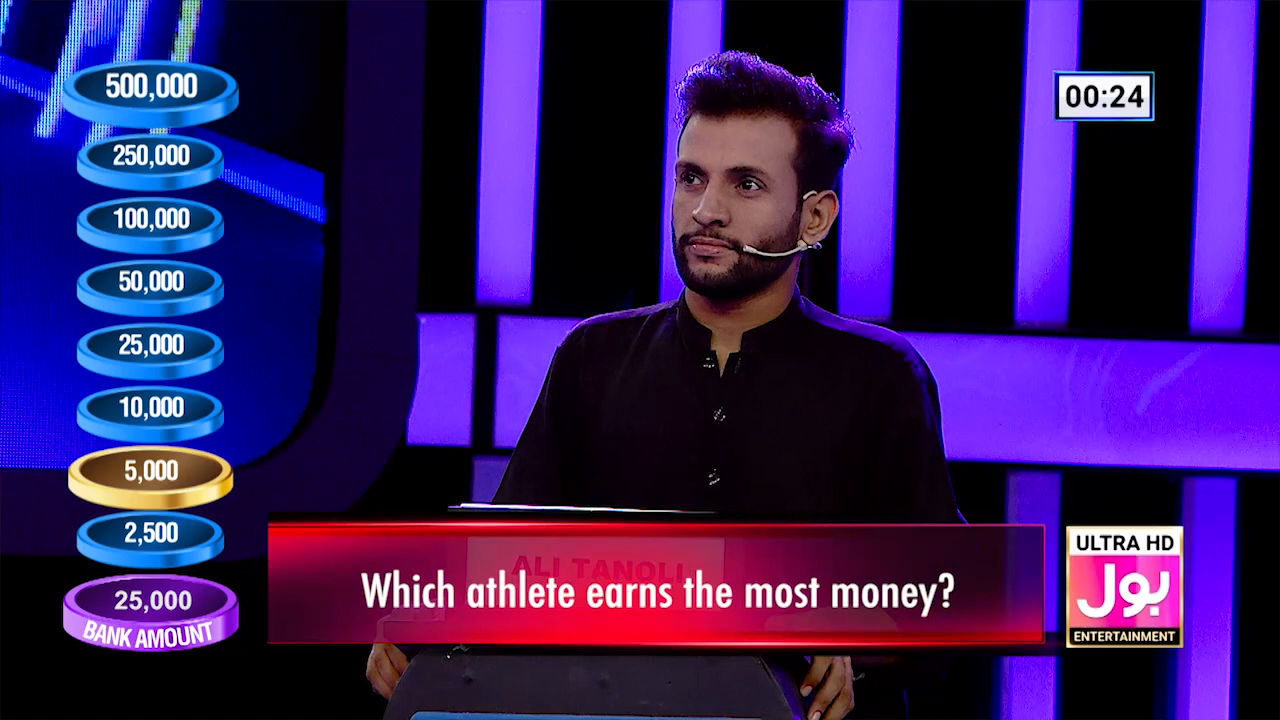 500,000
250,000
100,000
50,000
25,000
10,000
5,000
2,500
25,000
BANK AMOUNT
00:24
ALI TANOLI
Which athlete earns the most money?
ULTRA HD
بول
ENTERTAINMENT